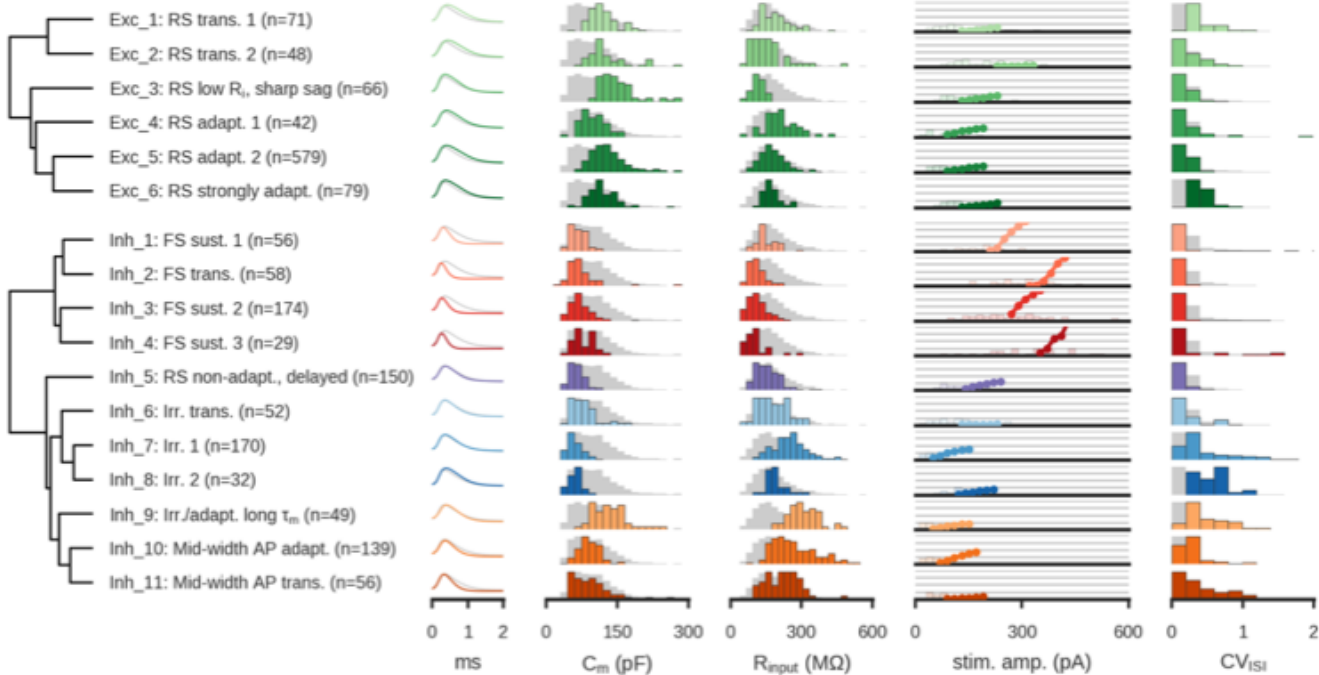 Exc_1: RS trans. 1 (n=71)
Exc_2: RS trans. 2 (n=48)
Exc_3: RS low Rᵢ, sharp sag (n=66)
Exc_4: RS adapt. 1 (n=42)
Exc_5: RS adapt. 2 (n=579)
Exc_6: RS strongly adapt. (n=79)
Inh_1: FS sust. 1 (n=56)
Inh_2: FS trans. (n=58)
Inh_3: FS sust. 2 (n=174)
Inh_4: FS sust. 3 (n=29)
Inh_5: RS non-adapt., delayed (n=150)
Inh_6: Irr. trans. (n=52)
Inh_7: Irr. 1 (n=170)
Inh_8: Irr. 2 (n=32)
Inh_9: Irr./adapt. long τₘ (n=49)
Inh_10: Mid-width AP adapt. (n=139)
Inh_11: Mid-width AP trans. (n=56)
0 1 2 0 150 300 0 300 600 0 300 600 0 1 2
ms Cₘ (pF) R_input (MΩ) stim. amp. (pA) CV_ISI